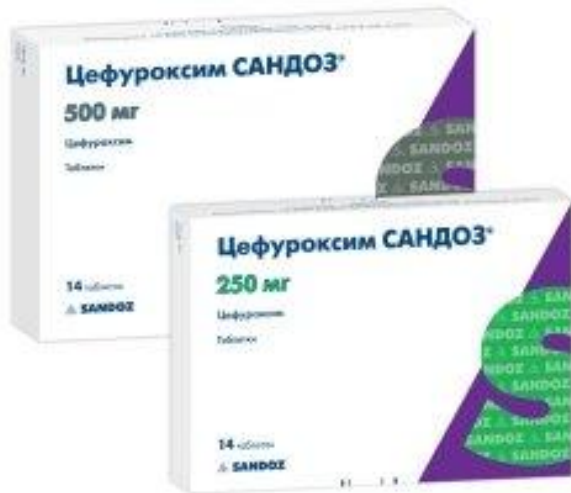 Цефуроксим САНДОЗ®
500 мг
Цефуроксим
Таблетки
14 таблеток
SANDOZ
Цефуроксим САНДОЗ®
250 мг
Цефуроксим
Таблетки
14 таблеток
SANDOZ